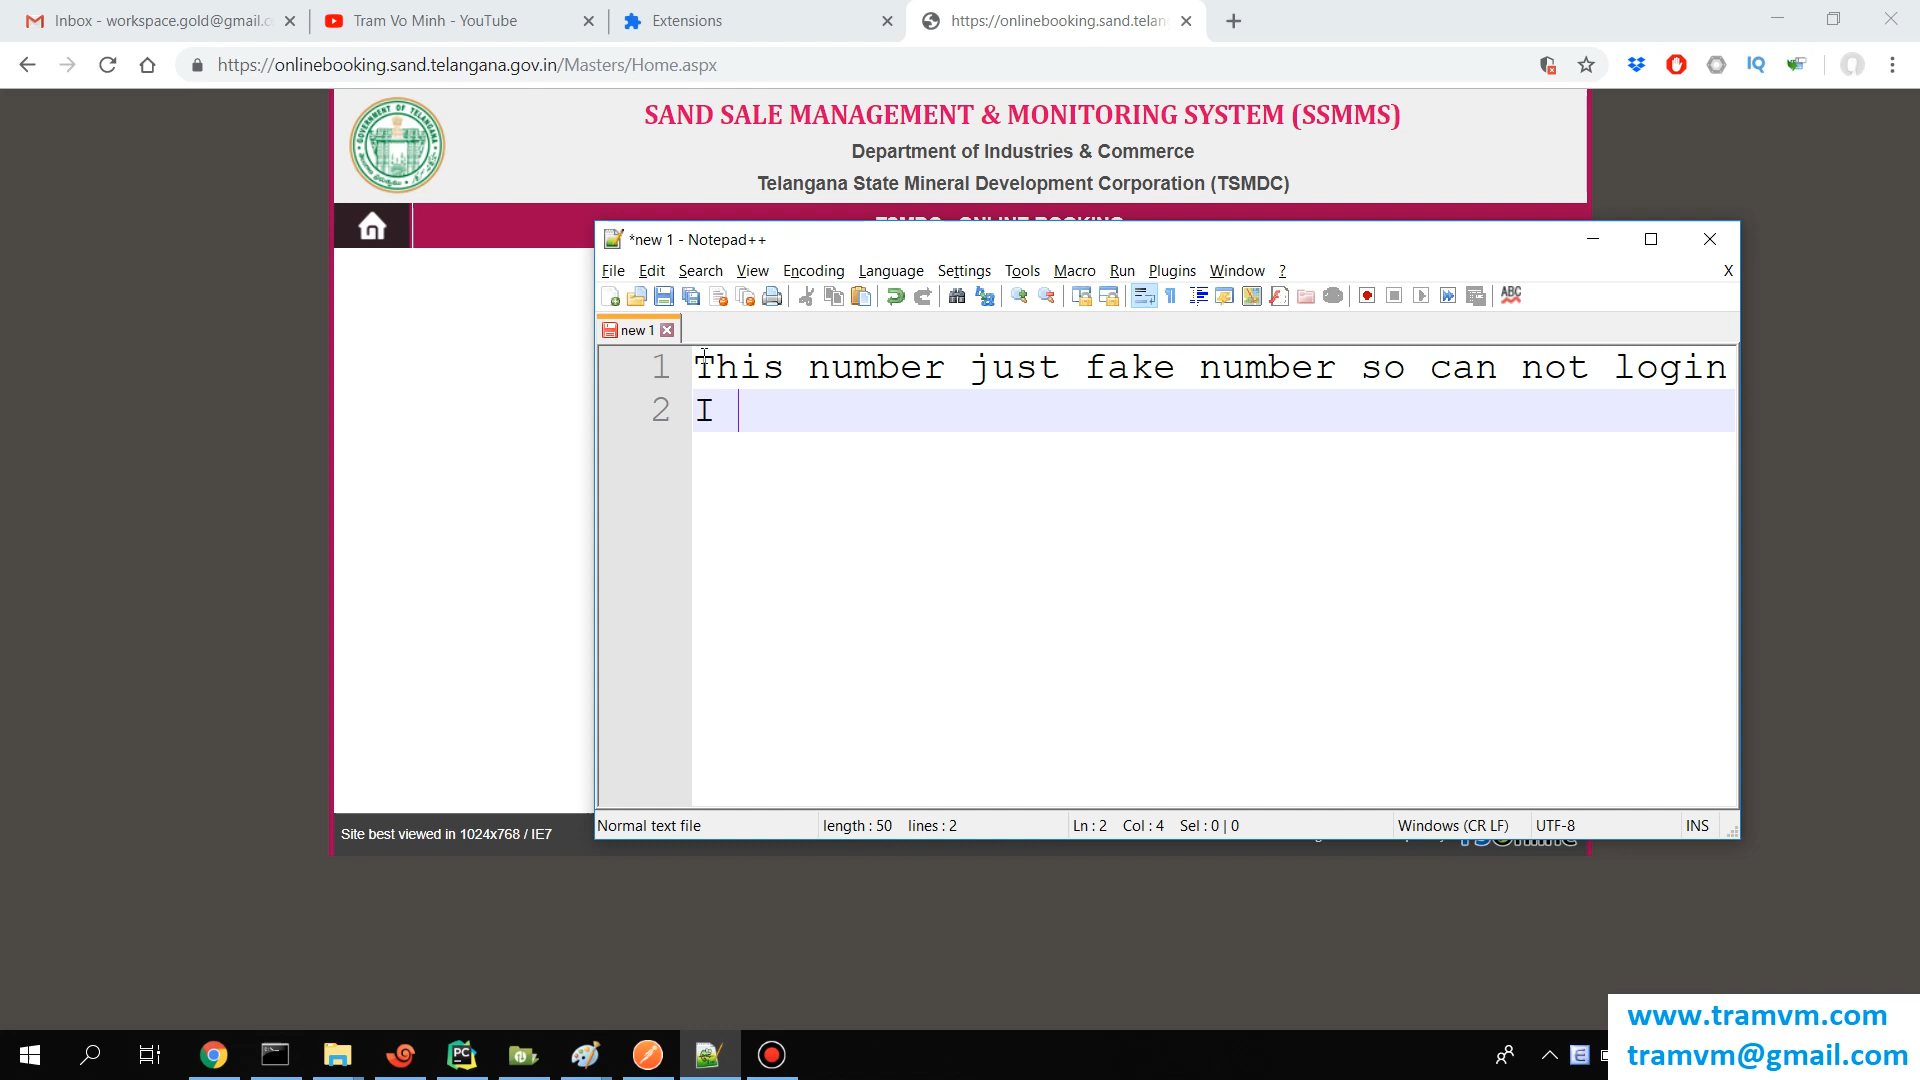 Inbox - workspace.gold@gmail.c
Tram Vo Minh - YouTube
Extensions
https://onlinebooking.sand.telan
https://onlinebooking.sand.telangana.gov.in/Masters/Home.aspx
IQ
SAND SALE MANAGEMENT & MONITORING SYSTEM (SSMMS)
Department of Industries & Commerce
Telangana State Mineral Development Corporation (TSMDC)
*new 1 - Notepad++
File Edit Search View Encoding Language Settings Tools Macro Run Plugins Window ? X
ABC
new 1
1 This number just fake number so can not login
2 I
Normal text file length : 50 lines : 2 Ln : 2 Col : 4 Sel : 0 | 0 Windows (CR LF) UTF-8 INS
Site best viewed in 1024x768 / IE7
PC
E
www.tramvm.com
tramvm@gmail.com